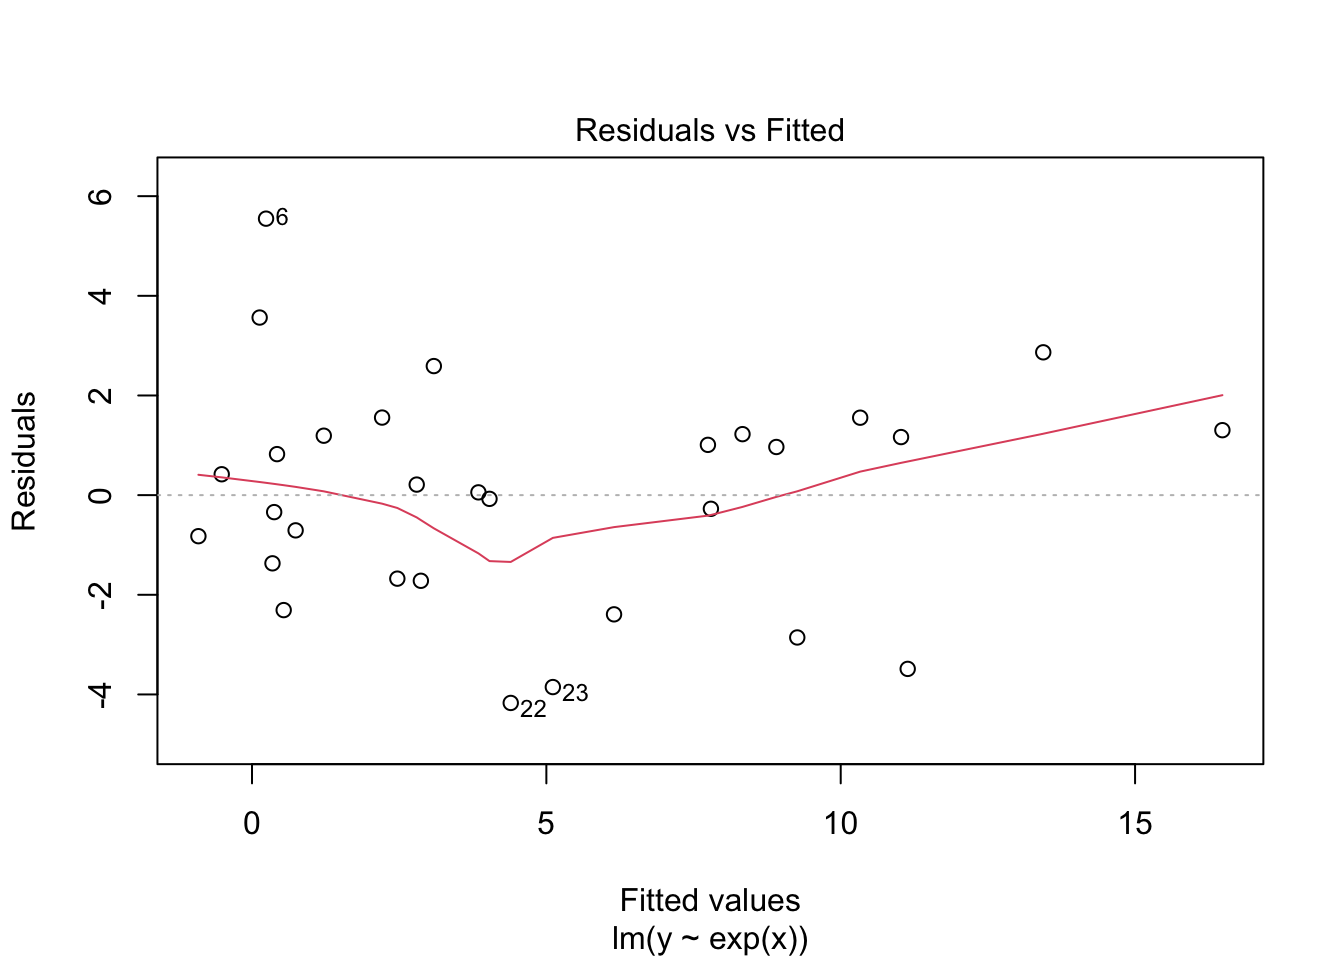 Residuals vs Fitted
Residuals
6
4
2
0
-2
-4
6
22
23
0 5 10 15
Fitted values
lm(y ~ exp(x))